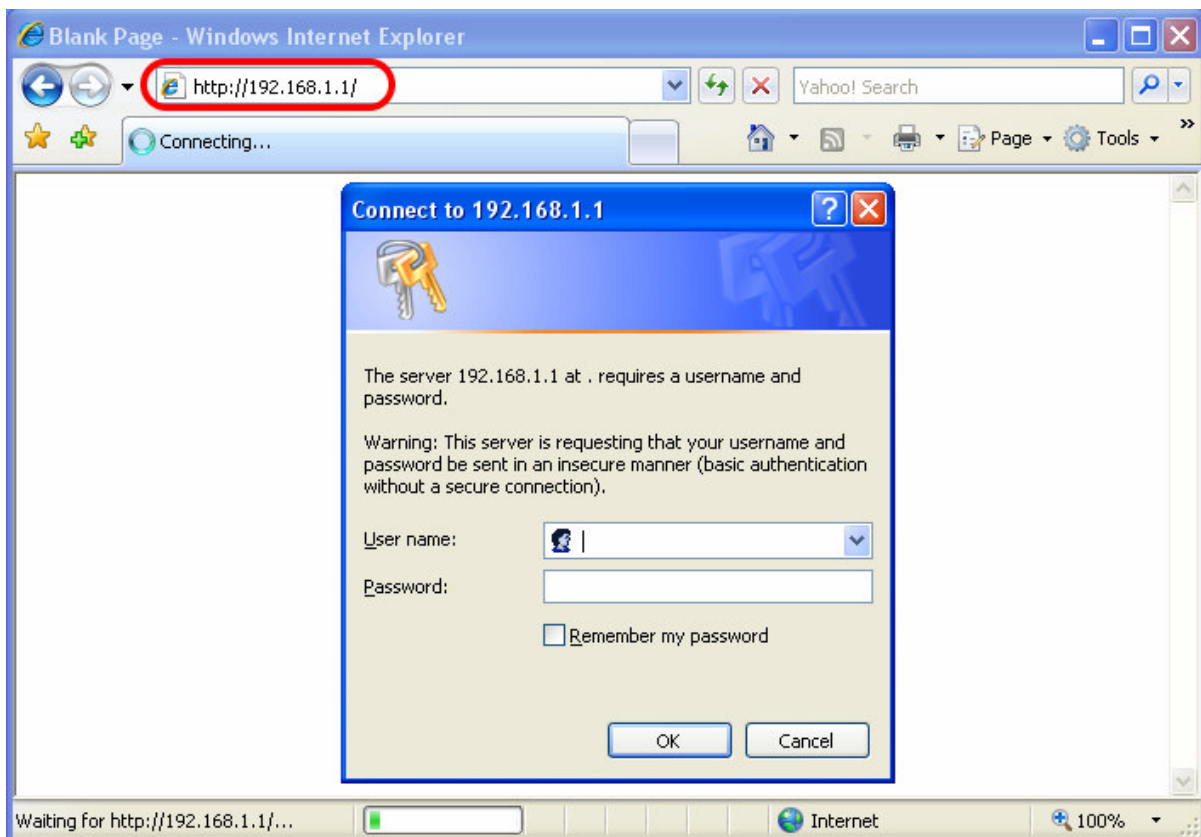 Blank Page - Windows Internet Explorer
http://192.168.1.1/
Yahoo! Search
Connecting...
Page
Tools
Connect to 192.168.1.1
The server 192.168.1.1 at . requires a username and
password.
Warning: This server is requesting that your username and
password be sent in an insecure manner (basic authentication
without a secure connection).
User name:
Password:
Remember my password
OK
Cancel
Waiting for http://192.168.1.1/...
Internet
100%